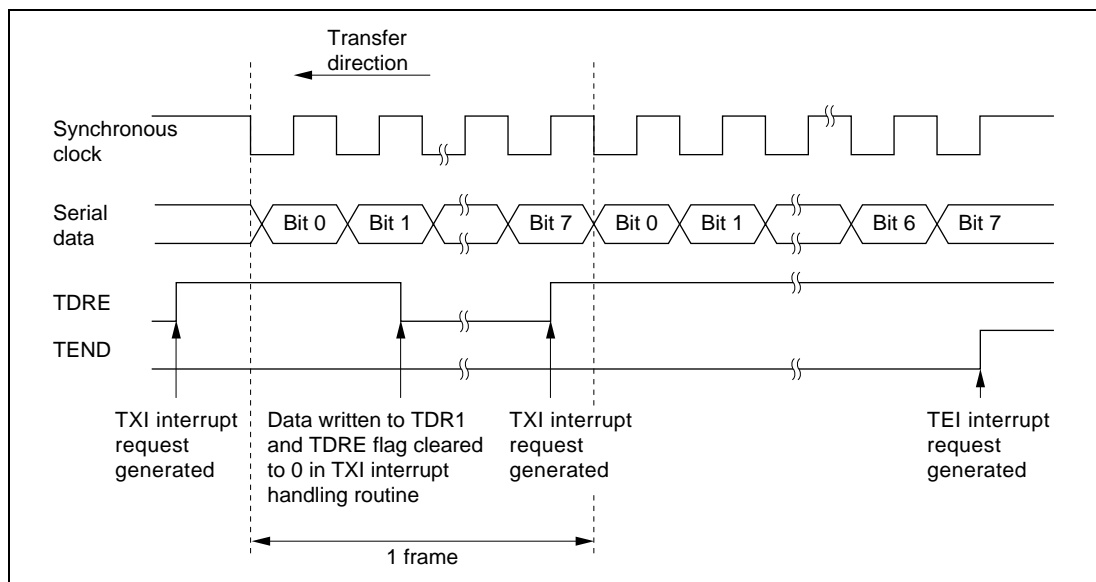 Transfer
direction
Synchronous
clock
Serial
data
Bit 0
Bit 1
Bit 7
Bit 0
Bit 1
Bit 6
Bit 7
TDRE
TEND
TXI interrupt
request
generated
Data written to TDR1
and TDRE flag cleared
to 0 in TXI interrupt
handling routine
TXI interrupt
request
generated
TEI interrupt
request
generated
1 frame